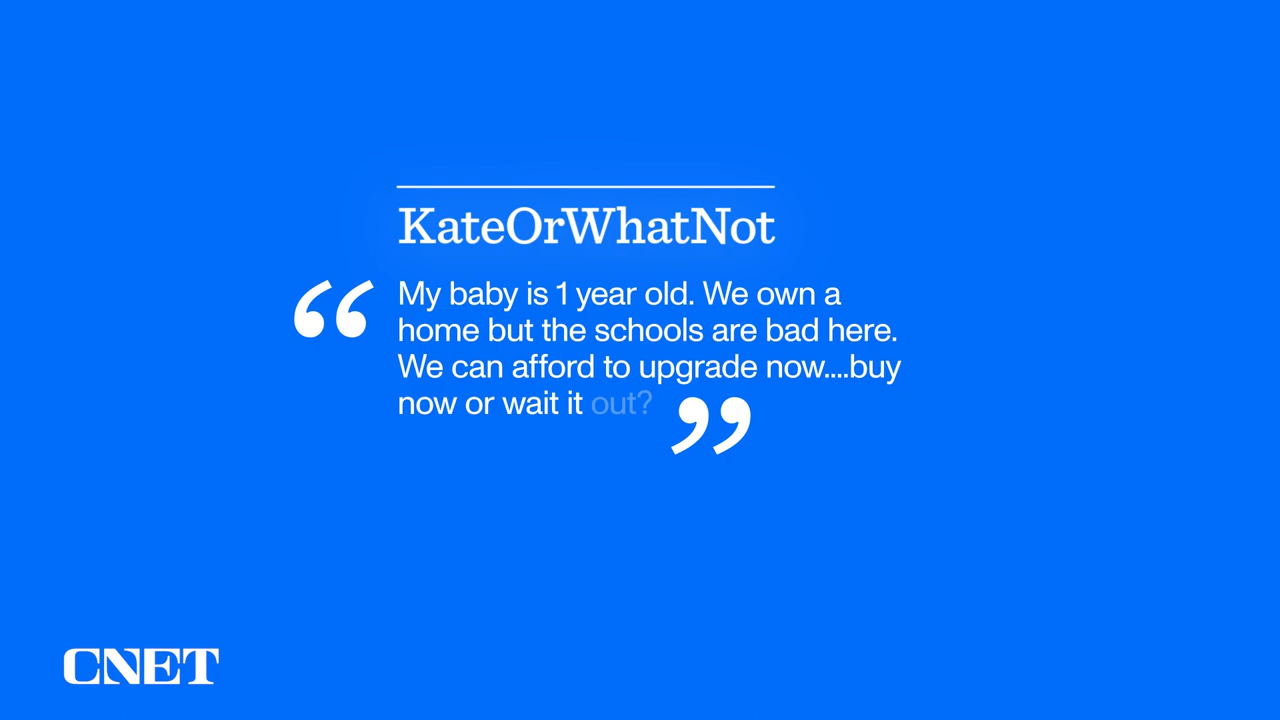 KateOrWhatNot
“ My baby is 1 year old. We own a
home but the schools are bad here.
We can afford to upgrade now....buy
now or wait it out? ”
CNET